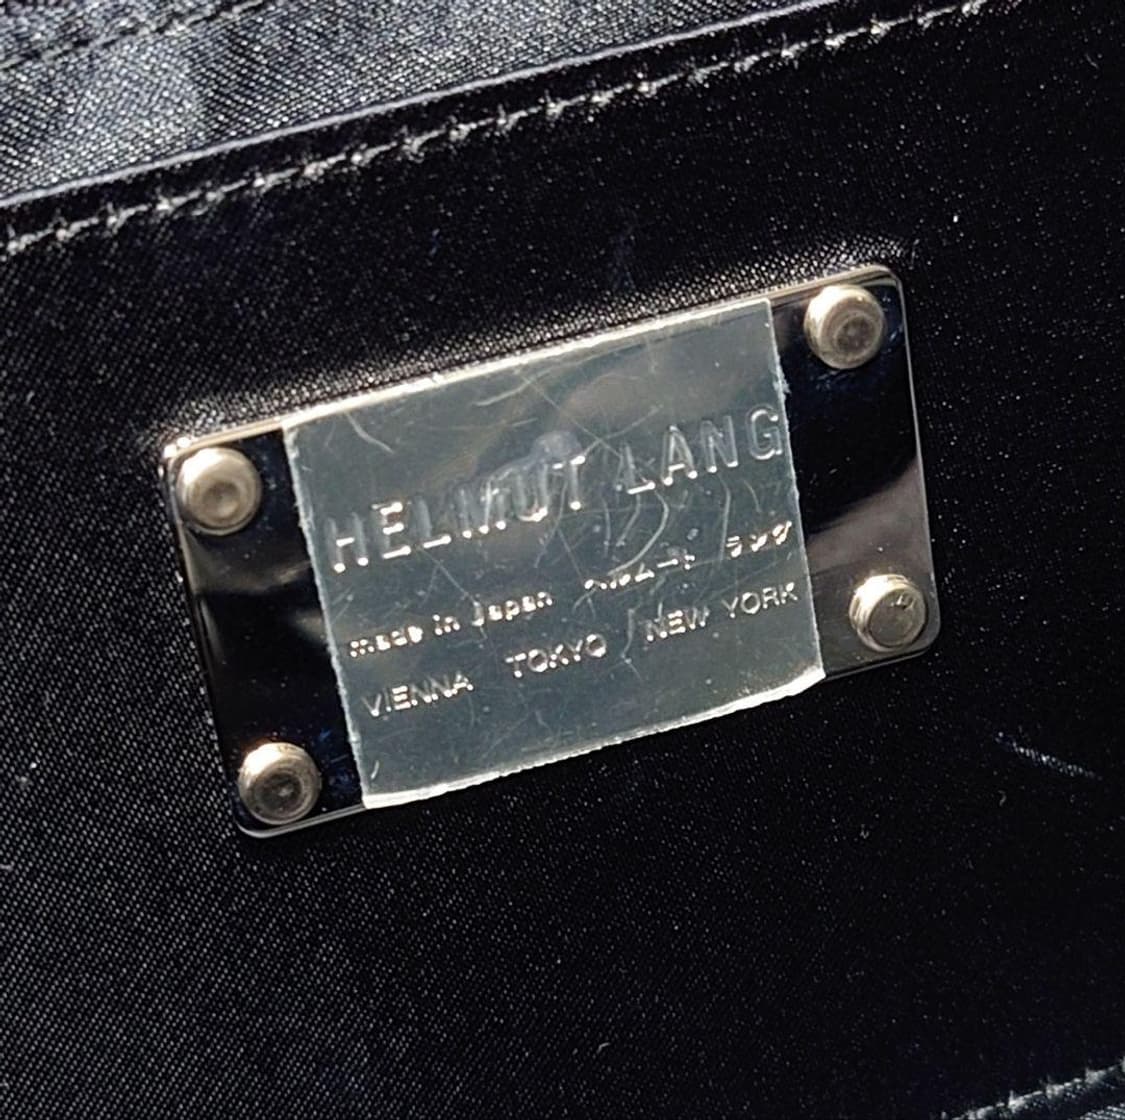 HELMUT LANG
made in Japan ヘルムート ラング
VIENNA TOKYO NEW YORK